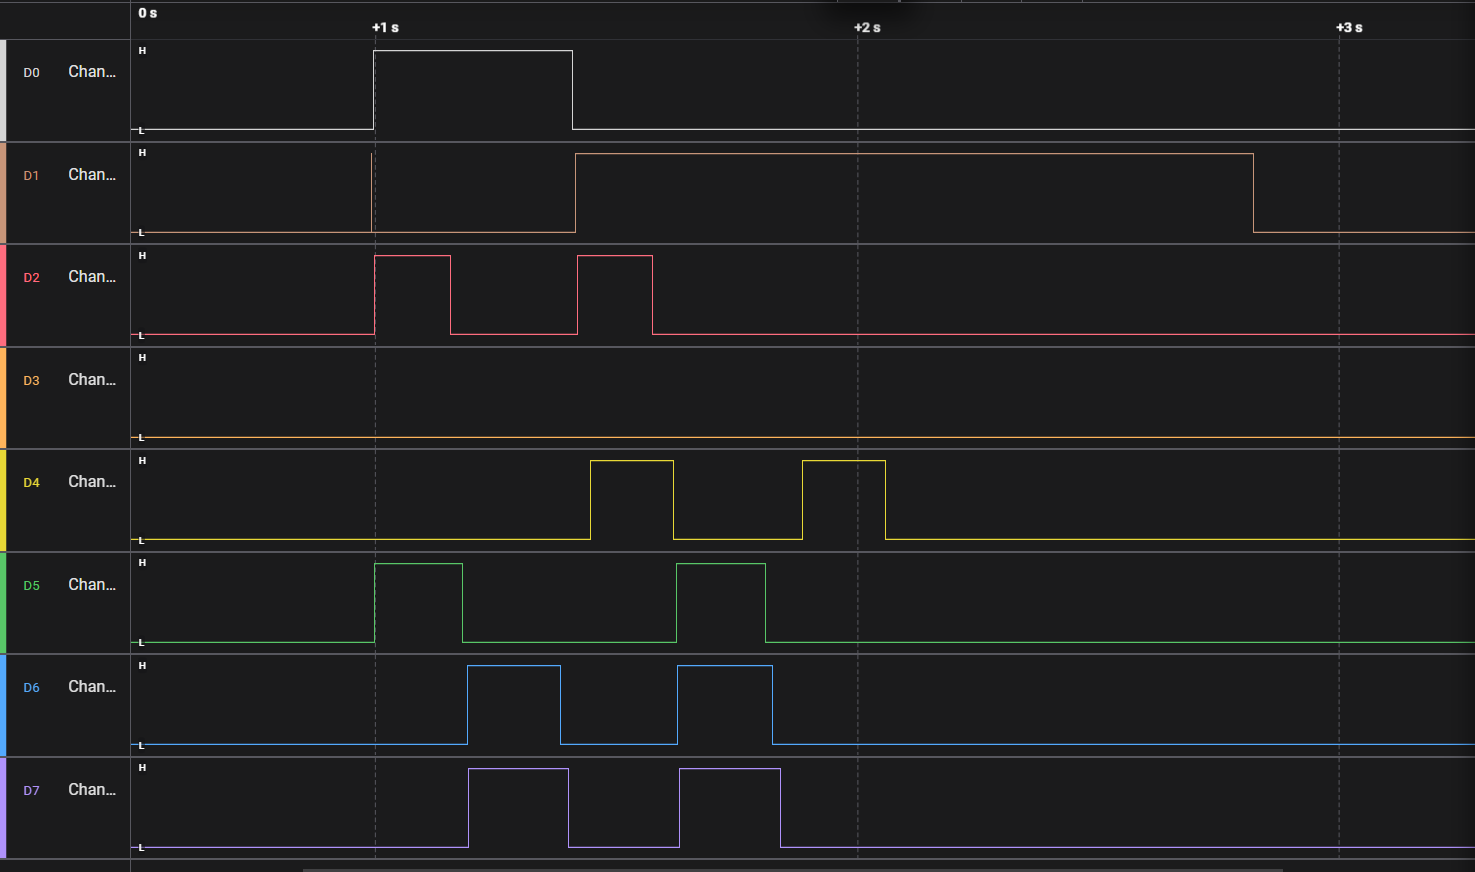 0 s
+1 s +2 s +3 s
H
D0 Chan...
L
H
D1 Chan...
L
H
D2 Chan...
L
H
D3 Chan...
L
H
D4 Chan...
L
H
D5 Chan...
L
H
D6 Chan...
L
H
D7 Chan...
L